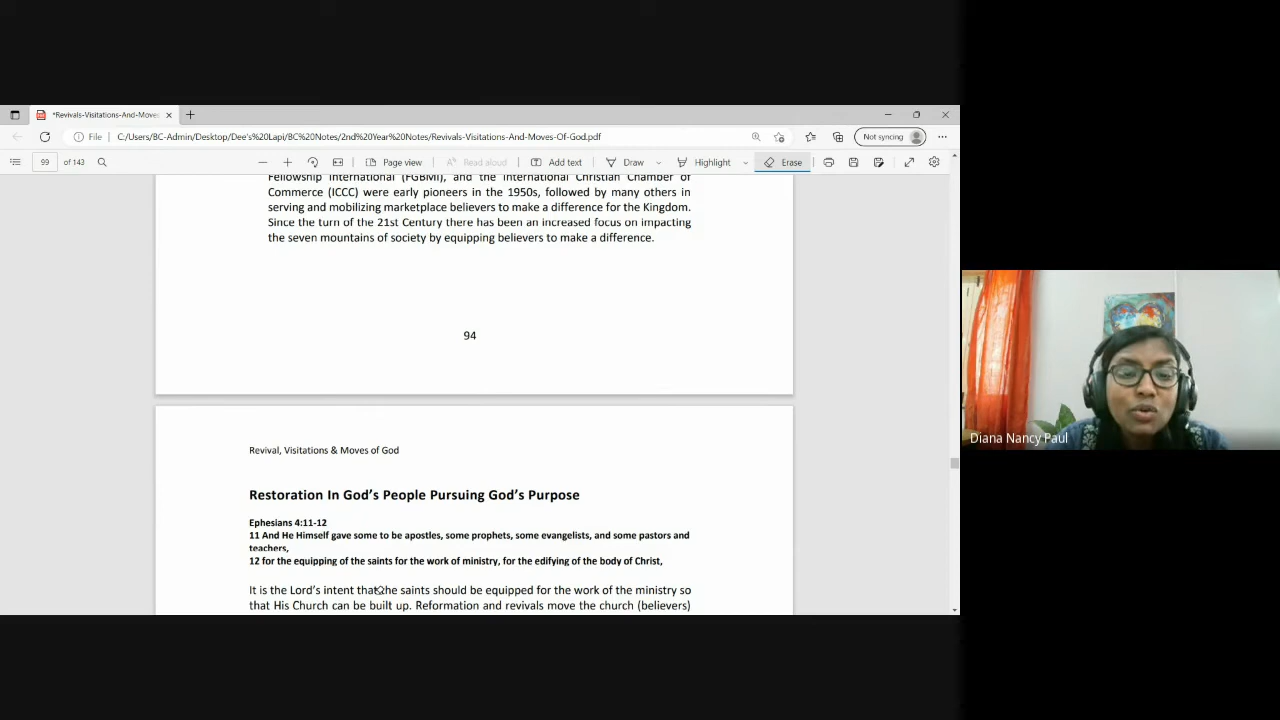 *Revivals-Visitations-And-Move:
File C:/Users/BC-Admin/Desktop/Dee's%20Lapi/BC%20Notes/2nd%20Year%20Notes/Revivals-Visitations-And-Moves-Of-God.pdf Not syncing
99 of 143 Page view Read aloud Add text Draw Highlight Erase
Fellowship International (FGBMI), and the International Christian Chamber of
Commerce (ICCC) were early pioneers in the 1950s, followed by many others in
serving and mobilizing marketplace believers to make a difference for the Kingdom.
Since the turn of the 21st Century there has been an increased focus on impacting
the seven mountains of society by equipping believers to make a difference.
94
Revival, Visitations & Moves of God
Restoration In God's People Pursuing God's Purpose
Ephesians 4:11-12
11 And He Himself gave some to be apostles, some prophets, some evangelists, and some pastors and
teachers,
12 for the equipping of the saints for the work of ministry, for the edifying of the body of Christ,
It is the Lord's intent that the saints should be equipped for the work of the ministry so
that His Church can be built up. Reformation and revivals move the church (believers)
Diana Nancy Paul